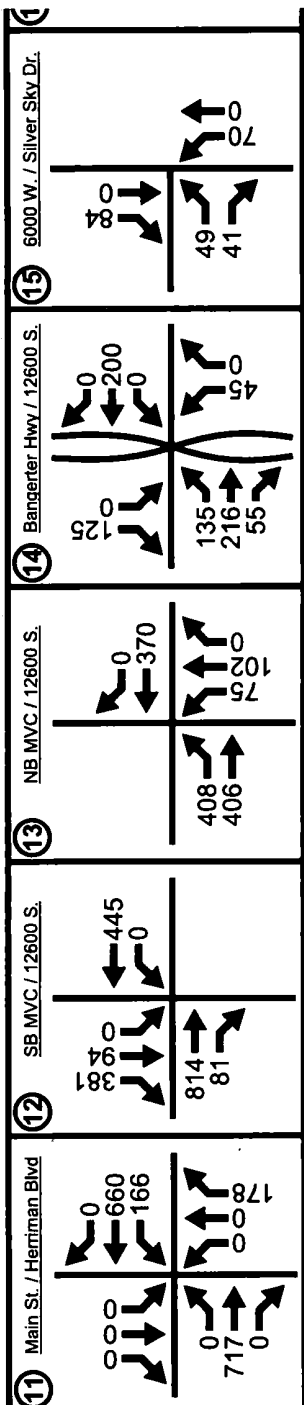 11 Main St. / Herriman Blvd
0 0 0
0
660
166
0
717
0
0 0 178
12 SB MVC / 12600 S.
381 94 0
445
0
814
81
13 NB MVC / 12600 S.
0
370
408
406
75 102 0
14 Bangerter Hwy / 12600 S.
125 0
0
200
0
135
216
55
45 0
15 6000 W. / Silver Sky Dr.
84 0
49
41
70 0